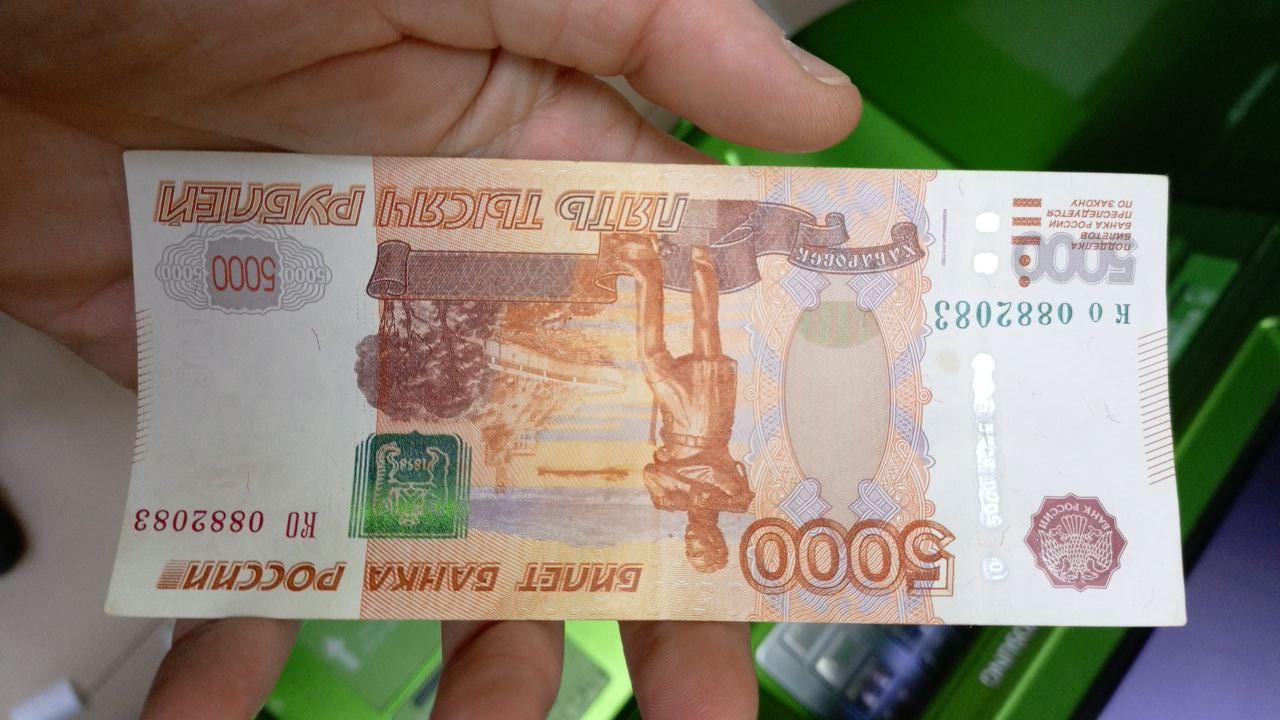 5000
БИЛЕТ БАНКА РОССИИ
БАНК РОССИИ
КО 0882083
1858
Ко 0882083
5000
ПОДДЕЛКА
БИЛЕТОВ
БАНКА РОССИИ
ПРЕСЛЕДУЕТСЯ
ПО ЗАКОНУ
ХАБАРОВСК
5000 5000 5000
ПЯТЬ ТЫСЯЧ РУБЛЕЙ